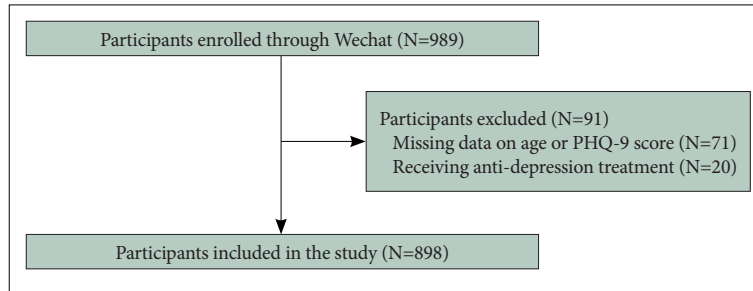 Participants enrolled through Wechat (N=989)
Participants excluded (N=91)
Missing data on age or PHQ-9 score (N=71)
Receiving anti-depression treatment (N=20)
Participants included in the study (N=898)